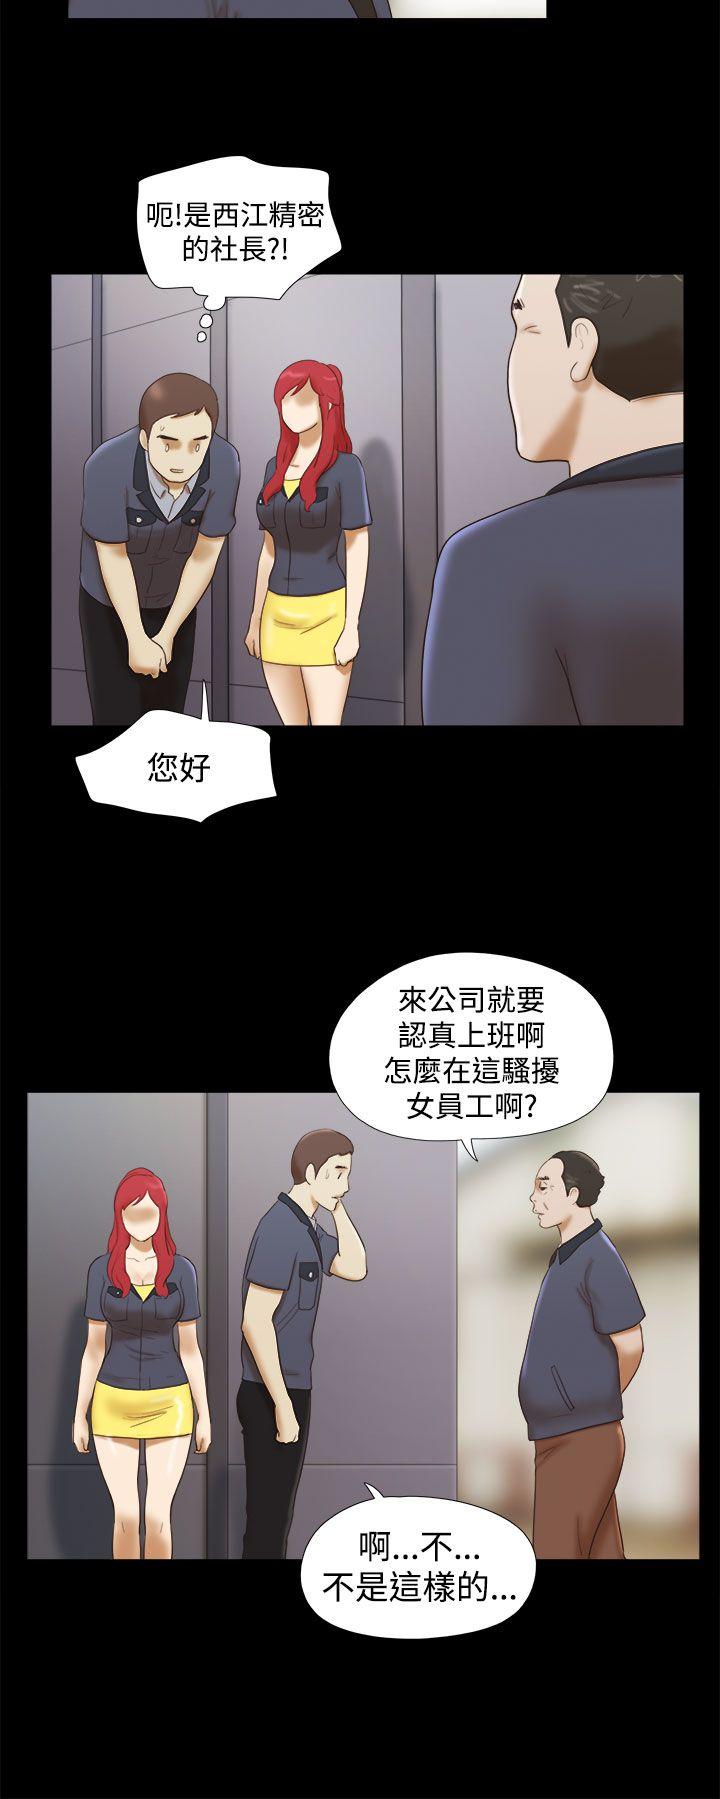 呃!是西江精密
的社長?!
您好
來公司就要
認真上班啊
怎麼在這騷擾
女員工啊?
啊...不...
不是這樣的...